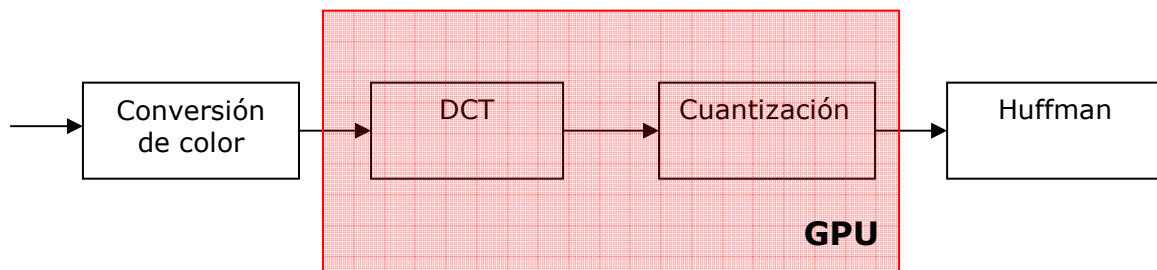 Conversión
de color
DCT
Cuantización
Huffman
GPU